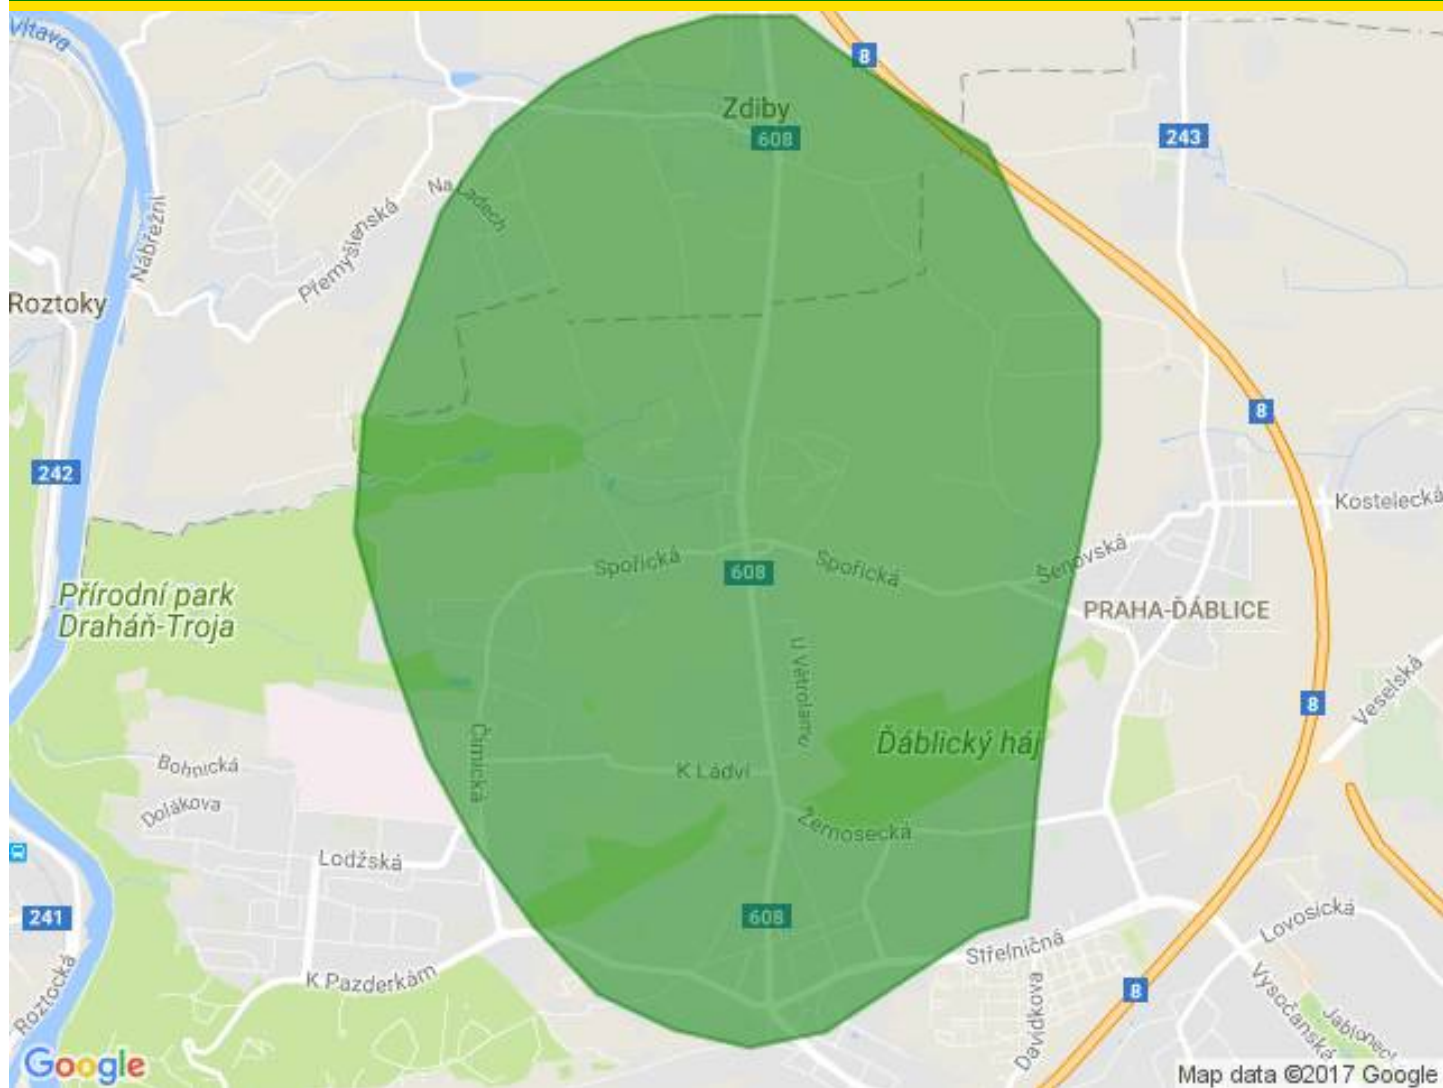 Vltava
8
Zdiby
608
243
Na Ladech
Nábřežní
Přemyšlenská
Roztoky
8
242
Kostelecká
Spořická
608
Spořická
Šenovská
Přírodní park
Draháň-Troja
PRAHA-ĎÁBLICE
U Větrolamu
8
Veselská
Čimická
Ďáblický háj
Bohnická
K Ládví
Dolákova
Žernosecká
Lodžská
241
608
Lovosická
Střelničná
K Pazderkám
Roztocká
Davídkova
8
Vysočanská
Jablonec
Google
Map data ©2017 Google